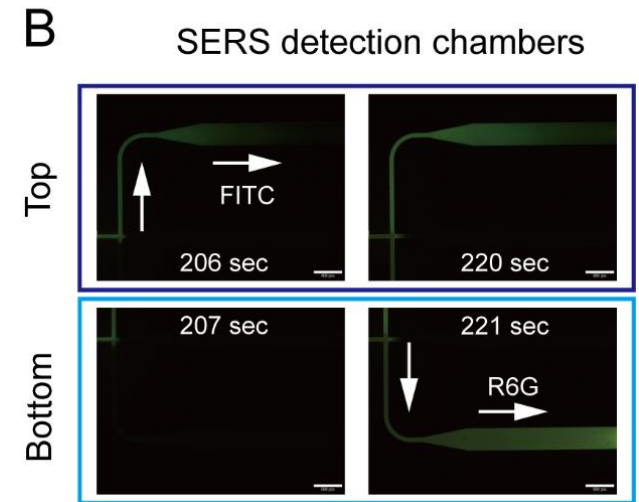 B
SERS detection chambers
Top
FITC
206 sec
220 sec
Bottom
207 sec
221 sec
R6G